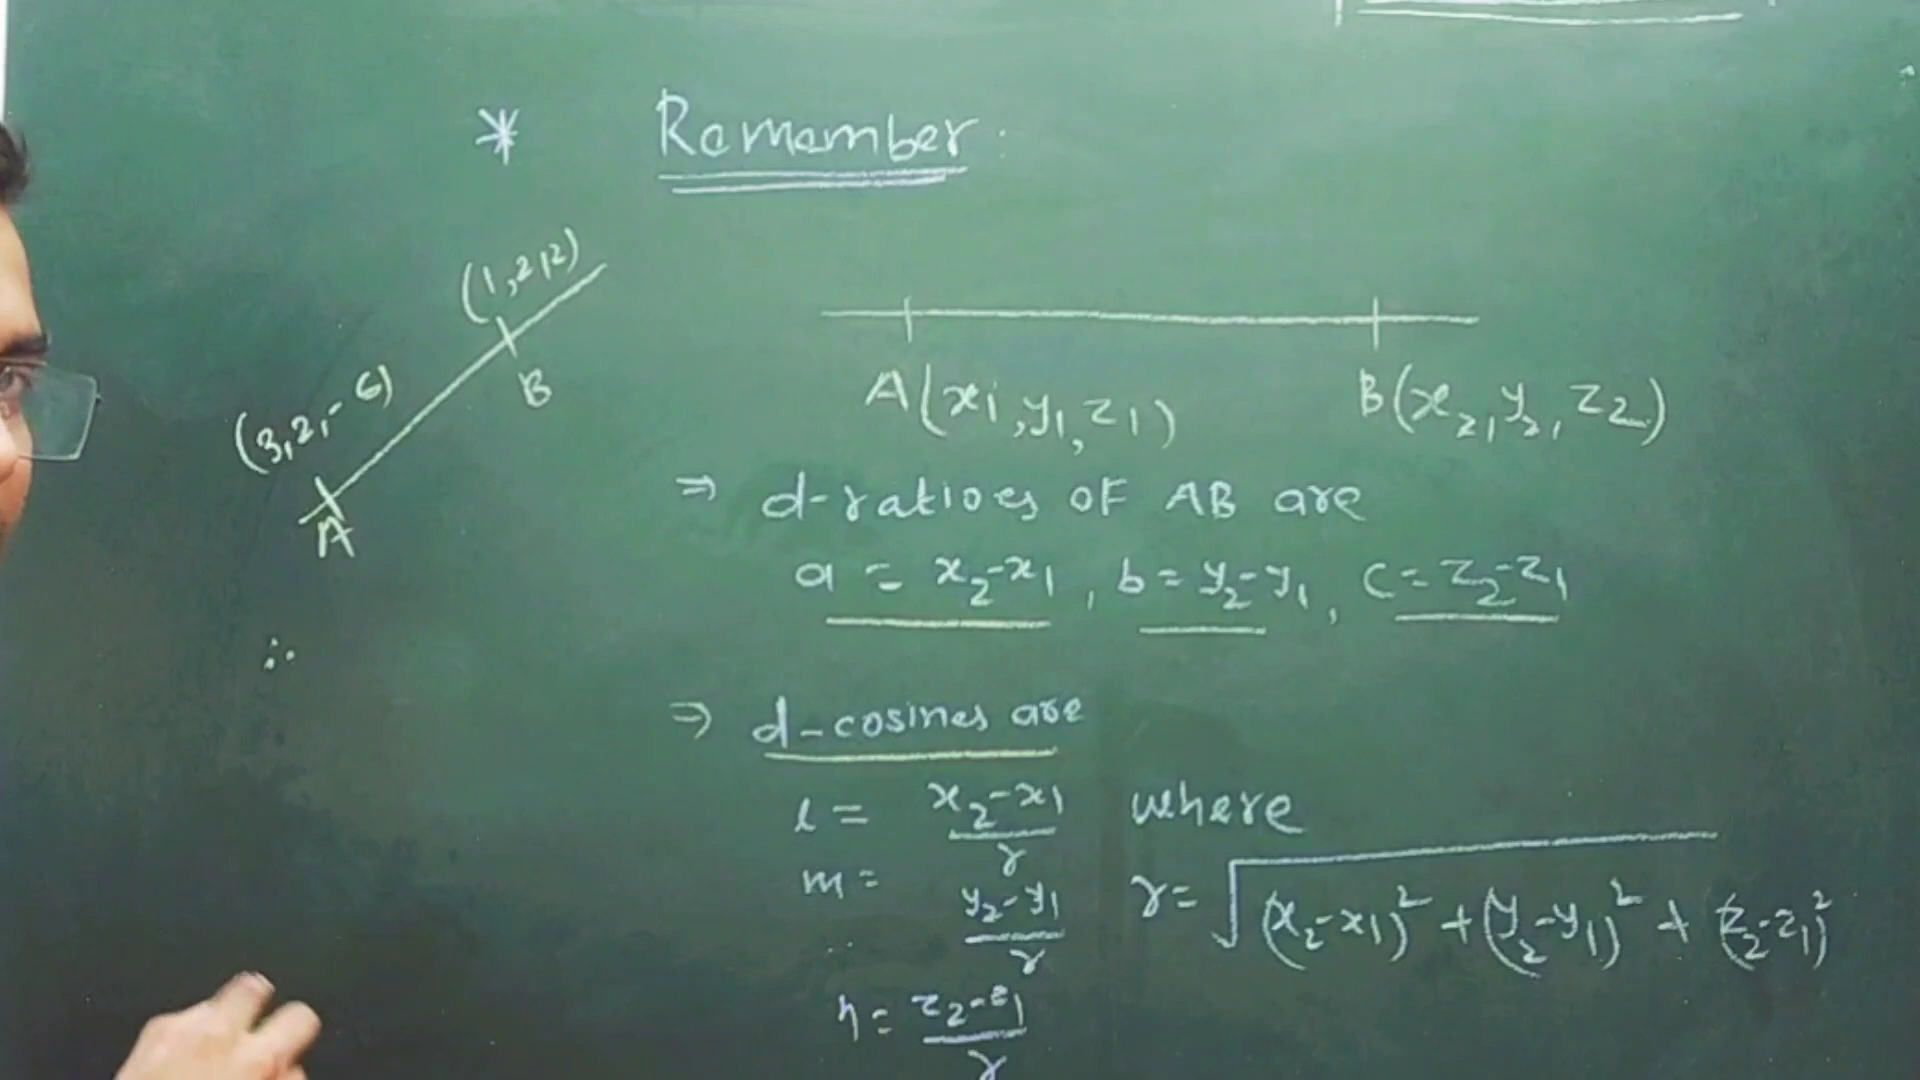 * Remember:
(1,2,2)
B
(3,2,-6)
A
A(x₁,y₁,z₁) B(x₂,y₂,z₂)
⇒ d-ratioes OF AB are
a = x₂-x₁, b = y₂-y₁, c = z₂-z₁
∴
⇒ d-cosines are
l = (x₂-x₁)/r where
m = (y₂-y₁)/r r = √((x₂-x₁)² + (y₂-y₁)² + (z₂-z₁)²)
n = (z₂-z₁)/r